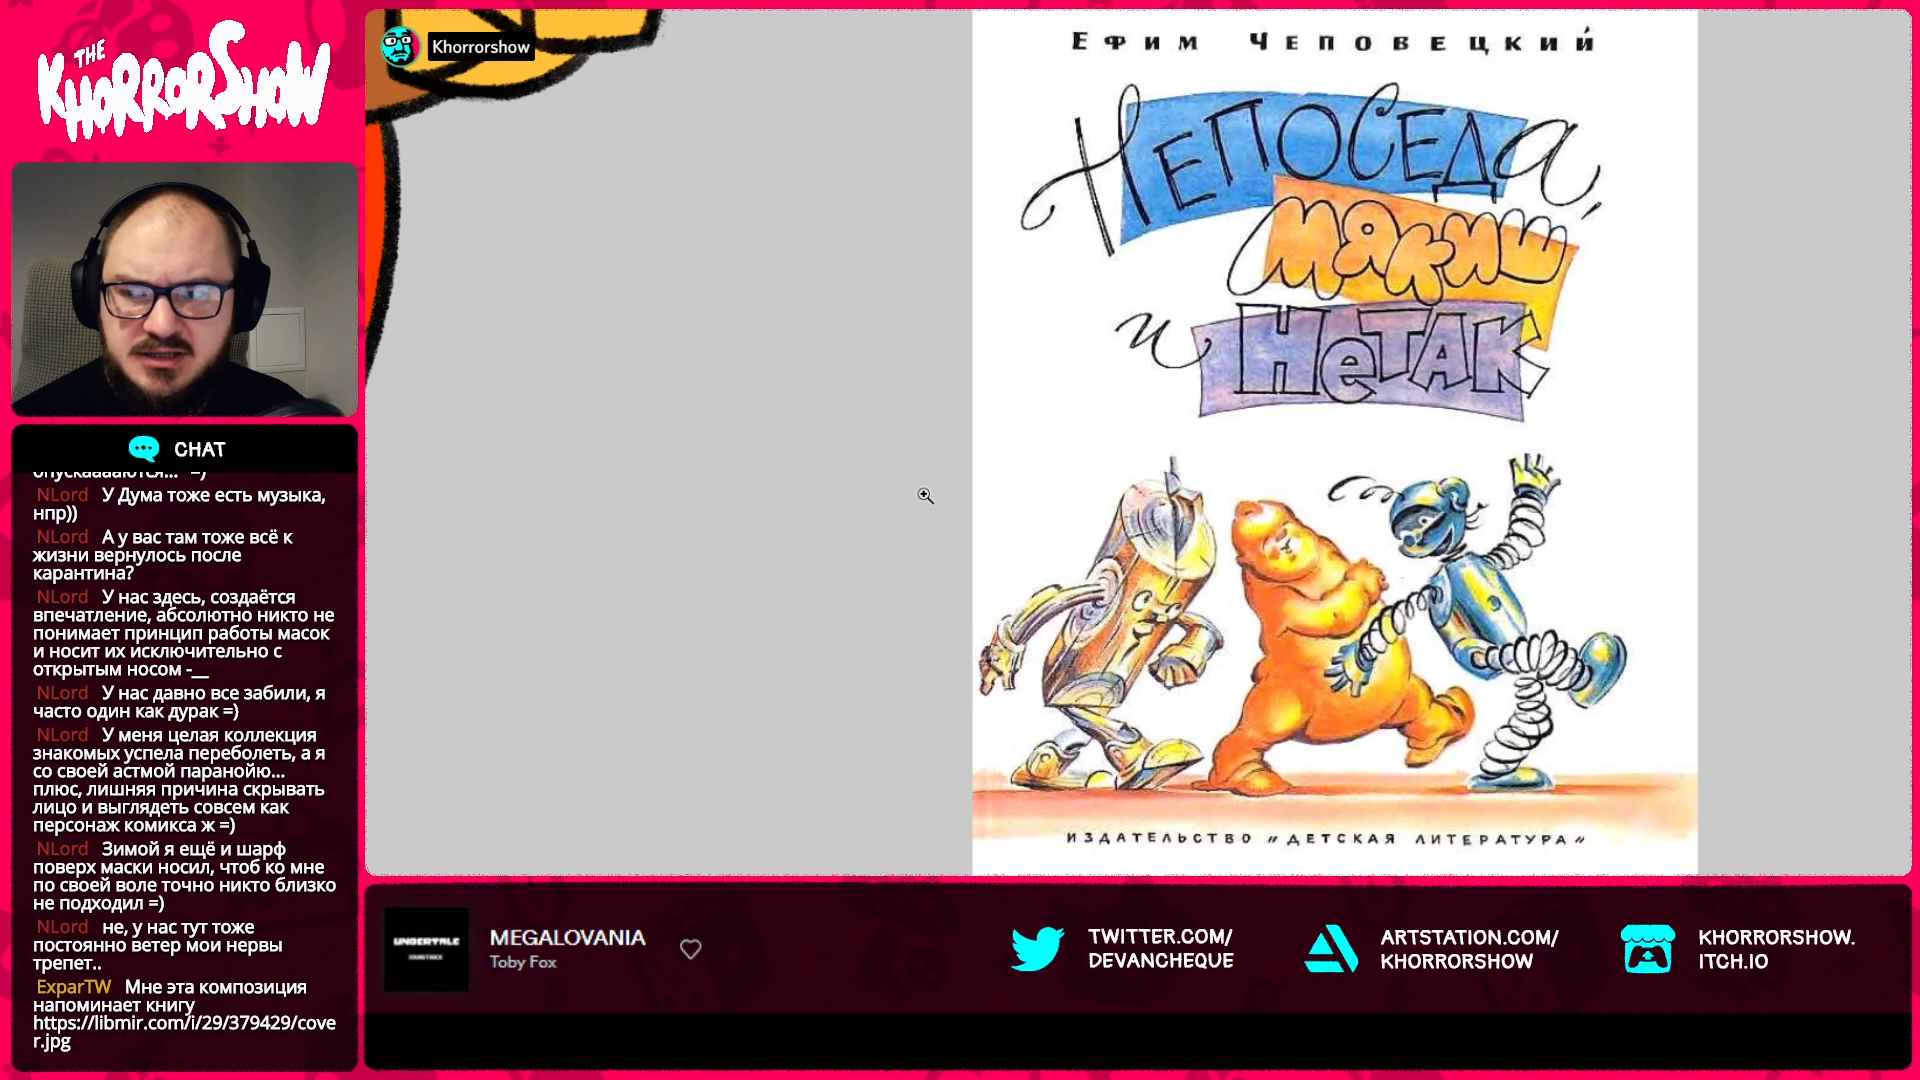 THE
KHORRORSHOW
Khorrorshow
CHAT
опускааааются... =)
NLord У Дума тоже есть музыка,
нпр))
NLord А у вас там тоже всё к
жизни вернулось после
карантина?
NLord У нас здесь, создаётся
впечатление, абсолютно никто не
понимает принцип работы масок
и носит их исключительно с
открытым носом -__
NLord У нас давно все забили, я
часто один как дурак =)
NLord У меня целая коллекция
знакомых успела переболеть, а я
со своей астмой паранойю...
плюс, лишняя причина скрывать
лицо и выглядеть совсем как
персонаж комикса ж =)
NLord Зимой я ещё и шарф
поверх маски носил, чтоб ко мне
по своей воле точно никто близко
не подходил =)
NLord не, у нас тут тоже
постоянно ветер мои нервы
трепет..
ExparTW Мне эта композиция
напоминает книгу
https://libmir.com/i/29/379429/cove
r.jpg
ЕФИМ ЧЕПОВЕЦКИЙ
НЕПОСЕДА,
МЯКИШ
и НеТАК
ИЗДАТЕЛЬСТВО «ДЕТСКАЯ ЛИТЕРАТУРА»
UNDERTALE
SOUNDTRACK
MEGALOVANIA
Toby Fox
TWITTER.COM/
DEVANCHEQUE
ARTSTATION.COM/
KHORRORSHOW
KHORRORSHOW.
ITCH.IO